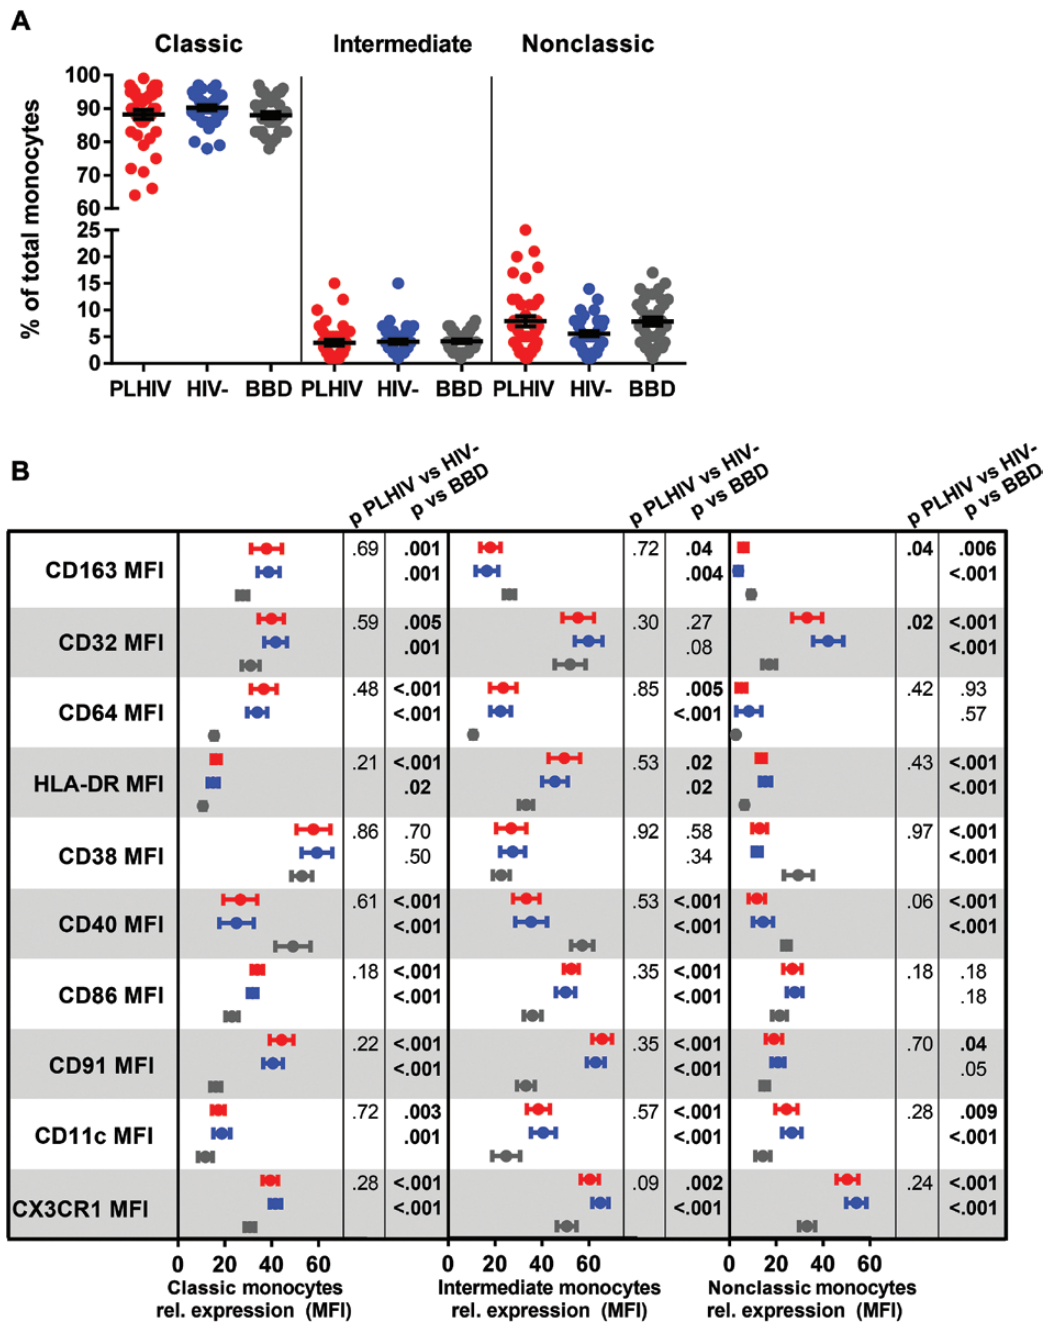 A
Classic Intermediate Nonclassic
% of total monocytes
100
90
80
70
60
25
20
15
10
5
0
PLHIV HIV- BBD PLHIV HIV- BBD PLHIV HIV- BBD
B
p PLHIV vs HIV- p vs BBD p PLHIV vs HIV- p vs BBD p PLHIV vs HIV- p vs BBD
CD163 MFI .69 .001 .72 .04 .04 .006
.001 .004 <.001
CD32 MFI .59 .005 .30 .27 .02 <.001
.001 .08 <.001
CD64 MFI .48 <.001 .85 .005 .42 .93
<.001 <.001 .57
HLA-DR MFI .21 <.001 .53 .02 .43 <.001
.02 .02 <.001
CD38 MFI .86 .70 .92 .58 .97 <.001
.50 .34 <.001
CD40 MFI .61 <.001 .53 <.001 .06 <.001
<.001 <.001 <.001
CD86 MFI .18 <.001 .35 <.001 .18 .18
<.001 <.001 .18
CD91 MFI .22 <.001 .35 <.001 .70 .04
<.001 <.001 .05
CD11c MFI .72 .003 .57 <.001 .28 .009
.001 <.001 <.001
CX3CR1 MFI .28 <.001 .09 .002 .24 <.001
<.001 <.001 <.001
0 20 40 60 0 20 40 60 0 20 40 60
Classic monocytes Intermediate monocytes Nonclassic monocytes
rel. expression (MFI) rel. expression (MFI) rel. expression (MFI)